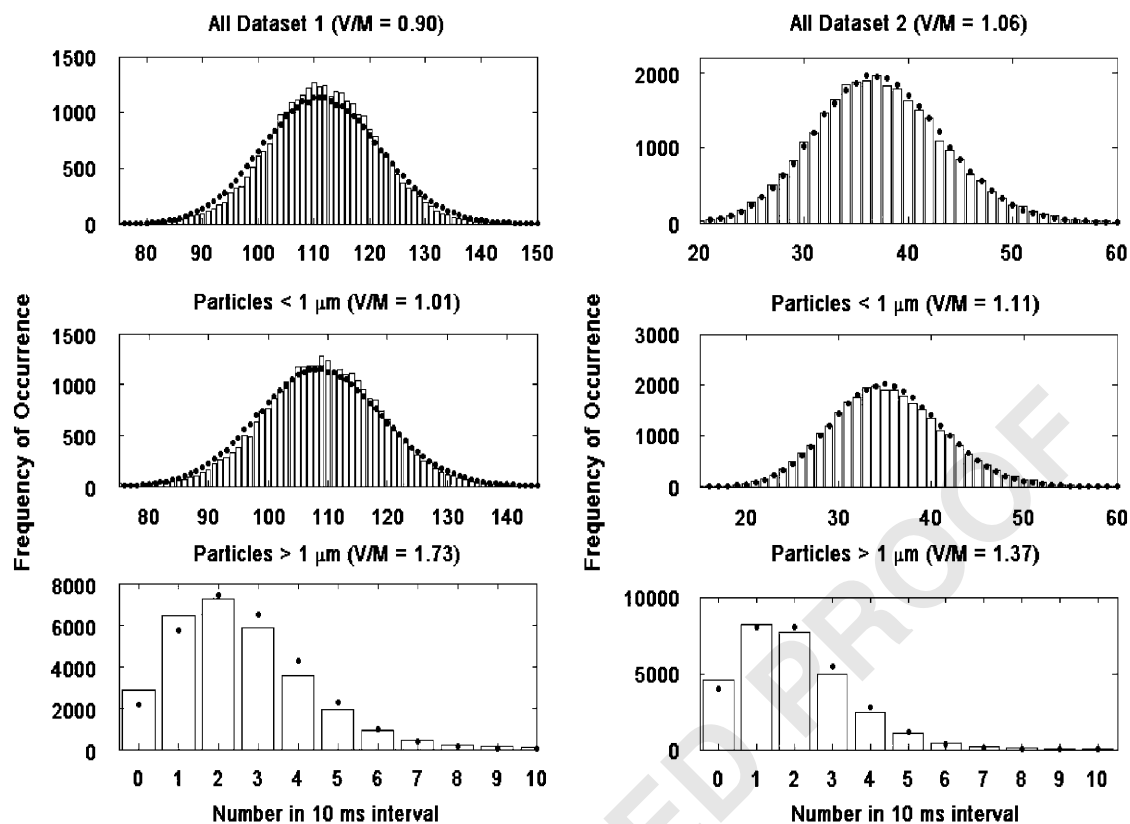 All Dataset 1 (V/M = 0.90)
1500
1000
500
0
80 90 100 110 120 130 140 150
Particles < 1 μm (V/M = 1.01)
1500
1000
500
0
80 90 100 110 120 130 140
Particles > 1 μm (V/M = 1.73)
8000
6000
4000
2000
0
0 1 2 3 4 5 6 7 8 9 10
Number in 10 ms interval
Frequency of Occurrence
All Dataset 2 (V/M = 1.06)
2000
1000
0
20 30 40 50 60
Particles < 1 μm (V/M = 1.11)
3000
2000
1000
0
20 30 40 50 60
Particles > 1 μm (V/M = 1.37)
10000
5000
0
0 1 2 3 4 5 6 7 8 9 10
Number in 10 ms interval
Frequency of Occurrence
ED PROOF